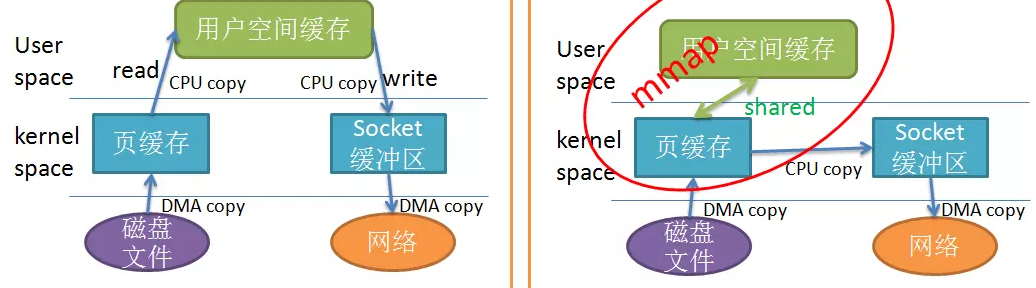 User
space
用户空间缓存
read
CPU copy
CPU copy
write
kernel
space
页缓存
Socket
缓冲区
DMA copy
DMA copy
磁盘
文件
网络
User
space
用户空间缓存
mmap
shared
kernel
space
页缓存
Socket
缓冲区
CPU copy
DMA copy
DMA copy
磁盘
文件
网络